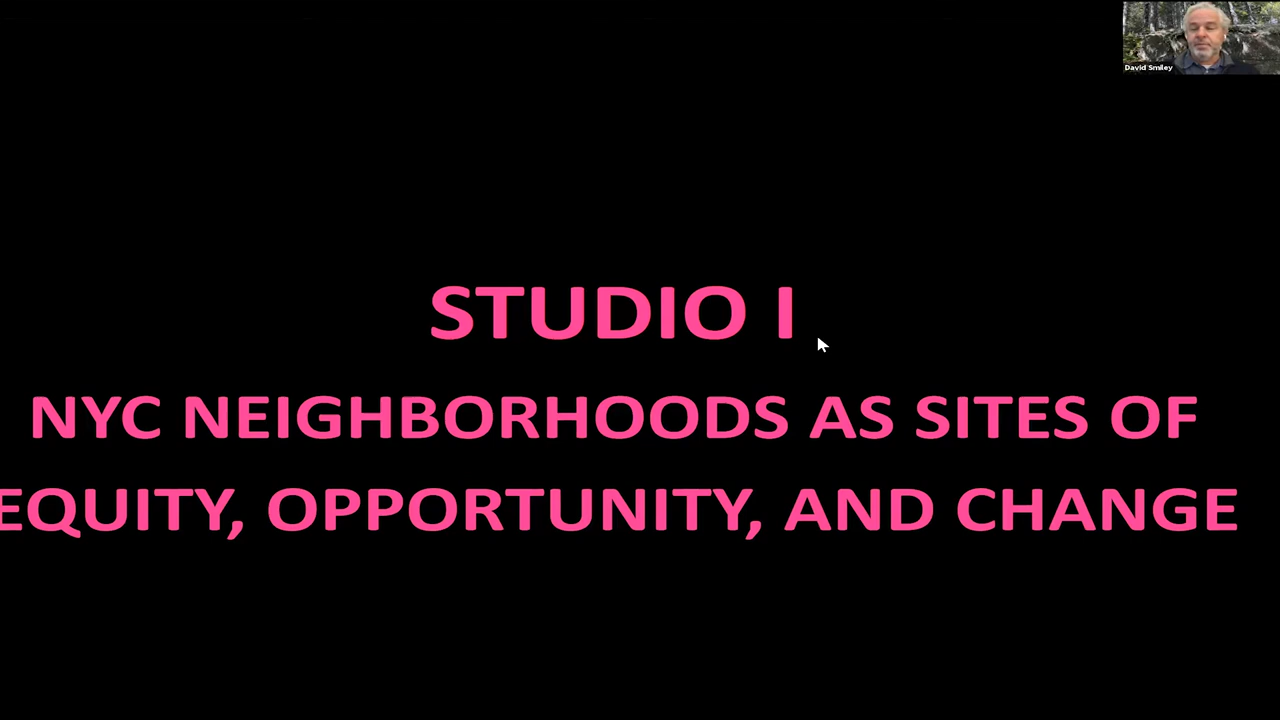 David Smiley
STUDIO I
NYC NEIGHBORHOODS AS SITES OF
EQUITY, OPPORTUNITY, AND CHANGE